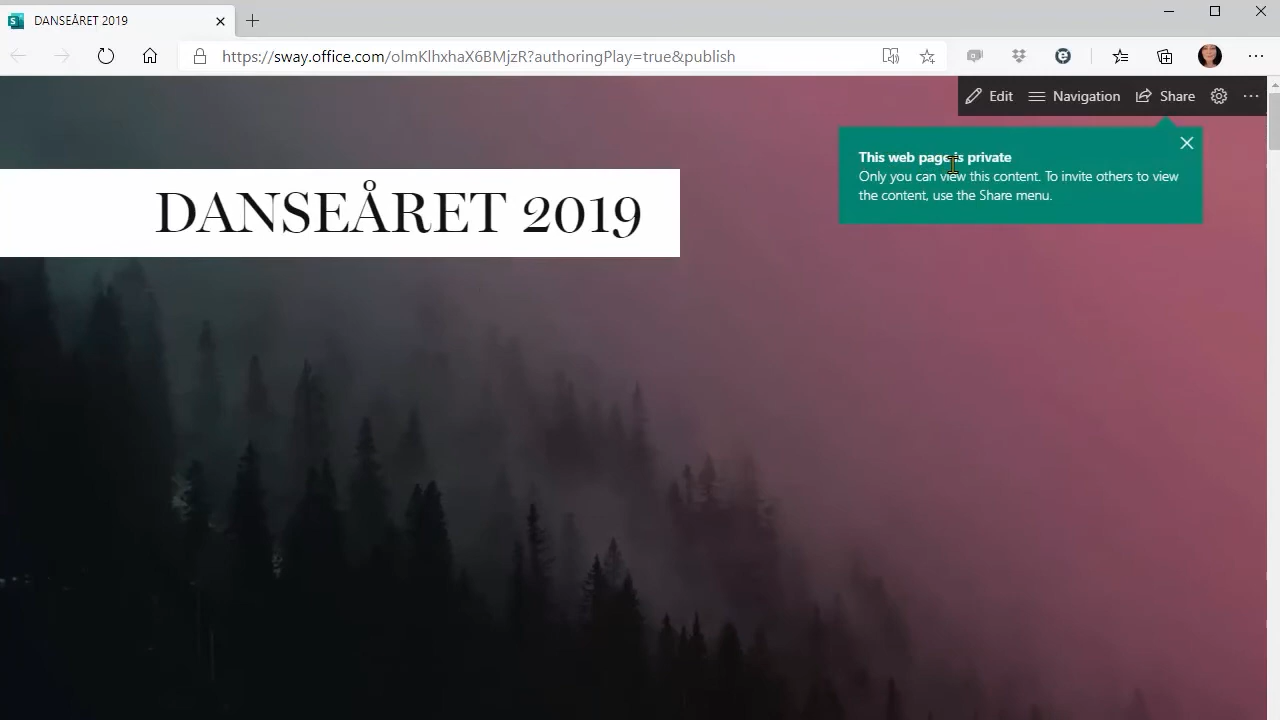 DANSEÅRET 2019
https://sway.office.com/olmKlhxhaX6BMjzR?authoringPlay=true&publish
Edit
Navigation
Share
This web page is private
Only you can view this content. To invite others to view
the content, use the Share menu.
DANSEÅRET 2019